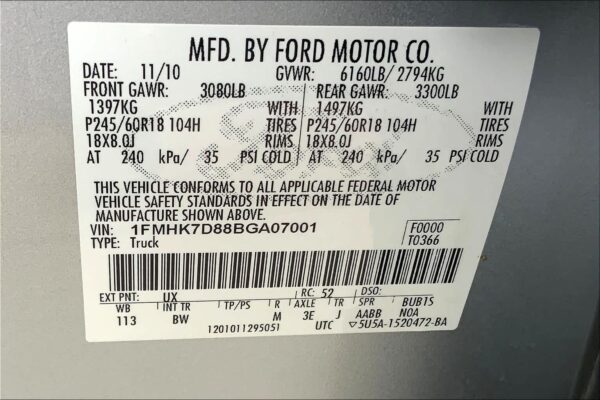 MFD. BY FORD MOTOR CO.
DATE: 11/10 GVWR: 6160LB/ 2794KG
FRONT GAWR: 3080LB REAR GAWR: 3300LB
1397KG WITH 1497KG WITH
P245/60R18 104H TIRES P245/60R18 104H TIRES
18X8.0J RIMS 18X8.0J RIMS
AT 240 kPa/ 35 PSI COLD AT 240 kPa/ 35 PSI COLD
THIS VEHICLE CONFORMS TO ALL APPLICABLE FEDERAL MOTOR
VEHICLE SAFETY STANDARDS IN EFFECT ON THE DATE OF
MANUFACTURE SHOWN ABOVE.
VIN: 1FMHK7D88BGA07001 F0000
TYPE: Truck T0366
EXT PNT: UX RC: 52 DSO:
WB INT TR TP/PS R AXLE TR SPR BUB1S
113 BW M 3E J AABB N0A
1201011295051 UTC ▽5U5A-1520472-BA